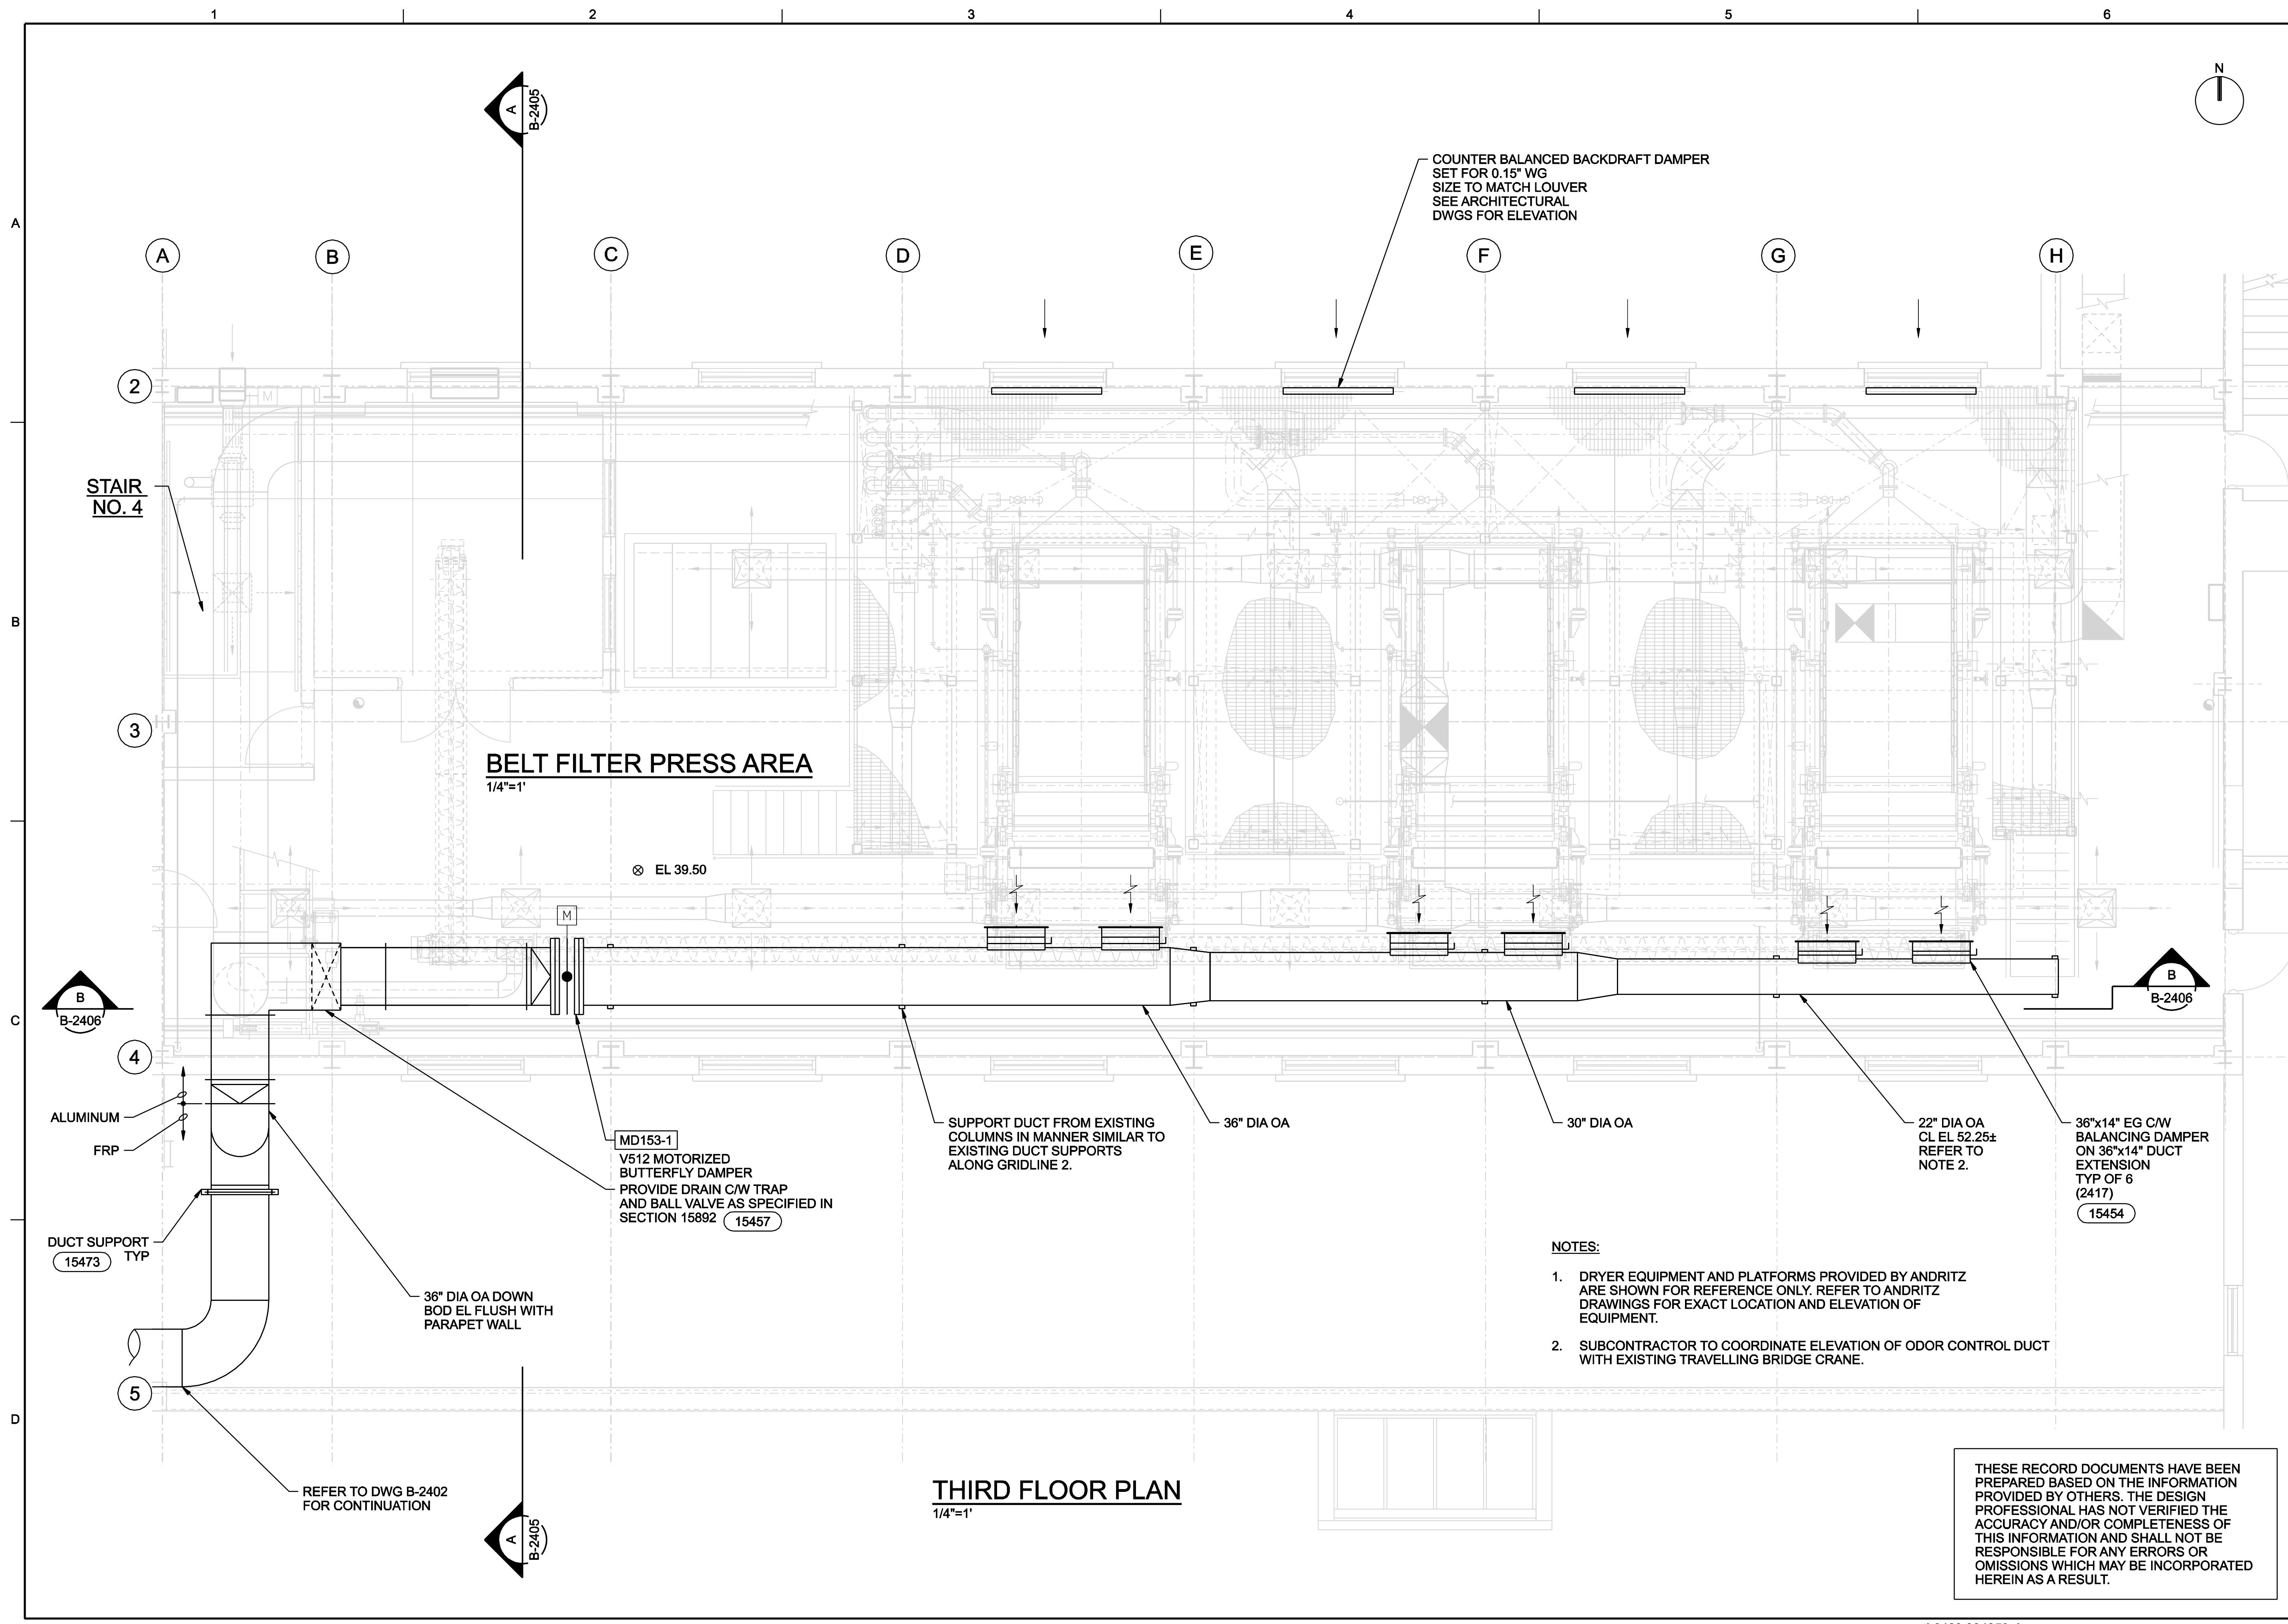 1
2
3
4
5
6
N
A
B-2405
COUNTER BALANCED BACKDRAFT DAMPER
SET FOR 0.15" WG
SIZE TO MATCH LOUVER
SEE ARCHITECTURAL
DWGS FOR ELEVATION
A
A
B
C
D
E
F
G
H
2
M
STAIR
NO. 4
M
M
B
3
BELT FILTER PRESS AREA
1/4"=1'
EL 39.50
M
B
B-2406
B
B-2406
C
4
ALUMINUM
FRP
MD153-1
V512 MOTORIZED
BUTTERFLY DAMPER
PROVIDE DRAIN C/W TRAP
AND BALL VALVE AS SPECIFIED IN
SECTION 15892
15457
SUPPORT DUCT FROM EXISTING
COLUMNS IN MANNER SIMILAR TO
EXISTING DUCT SUPPORTS
ALONG GRIDLINE 2.
36" DIA OA
30" DIA OA
22" DIA OA
CL EL 52.25±
REFER TO
NOTE 2.
36"x14" EG C/W
BALANCING DAMPER
ON 36"x14" DUCT
EXTENSION
TYP OF 6
(2417)
15454
DUCT SUPPORT
TYP
15473
36" DIA OA DOWN
BOD EL FLUSH WITH
PARAPET WALL
NOTES:
1. DRYER EQUIPMENT AND PLATFORMS PROVIDED BY ANDRITZ
ARE SHOWN FOR REFERENCE ONLY. REFER TO ANDRITZ
DRAWINGS FOR EXACT LOCATION AND ELEVATION OF
EQUIPMENT.
2. SUBCONTRACTOR TO COORDINATE ELEVATION OF ODOR CONTROL DUCT
WITH EXISTING TRAVELLING BRIDGE CRANE.
5
D
REFER TO DWG B-2402
FOR CONTINUATION
A
B-2405
THIRD FLOOR PLAN
1/4"=1'
THESE RECORD DOCUMENTS HAVE BEEN
PREPARED BASED ON THE INFORMATION
PROVIDED BY OTHERS. THE DESIGN
PROFESSIONAL HAS NOT VERIFIED THE
ACCURACY AND/OR COMPLETENESS OF
THIS INFORMATION AND SHALL NOT BE
RESPONSIBLE FOR ANY ERRORS OR
OMISSIONS WHICH MAY BE INCORPORATED
HEREIN AS A RESULT.